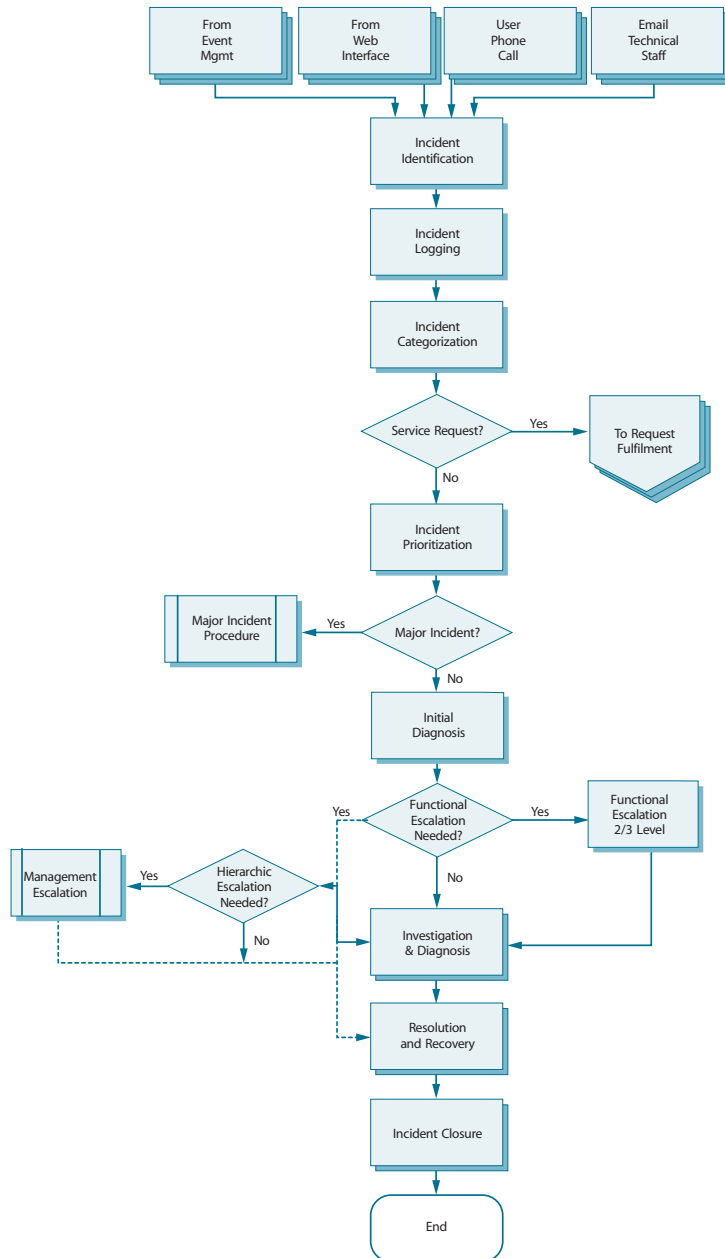 From
Event
Mgmt
From
Web
Interface
User
Phone
Call
Email
Technical
Staff
Incident
Identification
Incident
Logging
Incident
Categorization
Service Request?
Yes
To Request
Fulfilment
No
Incident
Prioritization
Major Incident
Procedure
Yes
Major Incident?
No
Initial
Diagnosis
Yes
Functional
Escalation
Needed?
Yes
Functional
Escalation
2/3 Level
Management
Escalation
Yes
Hierarchic
Escalation
Needed?
No
No
Investigation
& Diagnosis
Resolution
and Recovery
Incident Closure
End